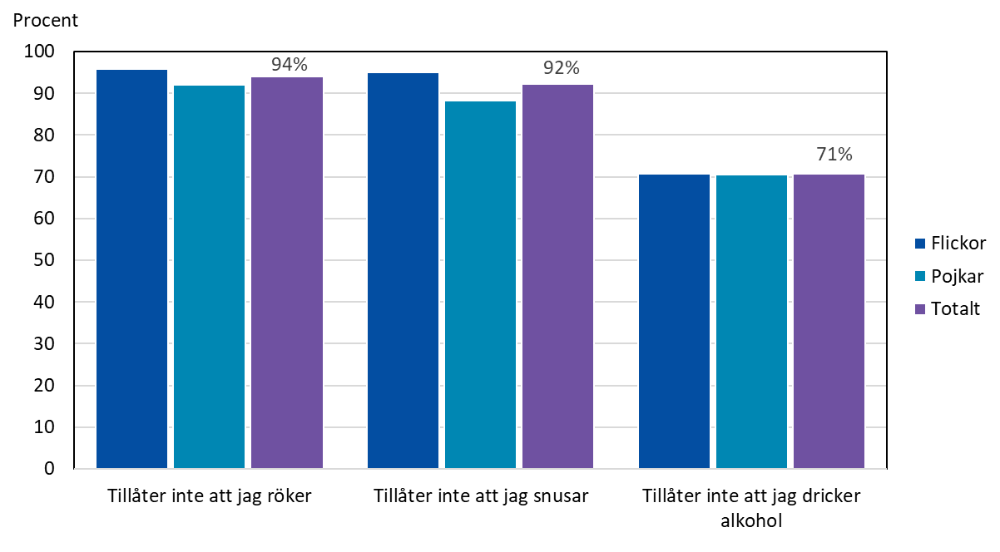 Procent
100
90
80
70
60
50
40
30
20
10
0
94%
92%
71%
Tillåter inte att jag röker
Tillåter inte att jag snusar
Tillåter inte att jag dricker
alkohol
Flickor
Pojkar
Totalt